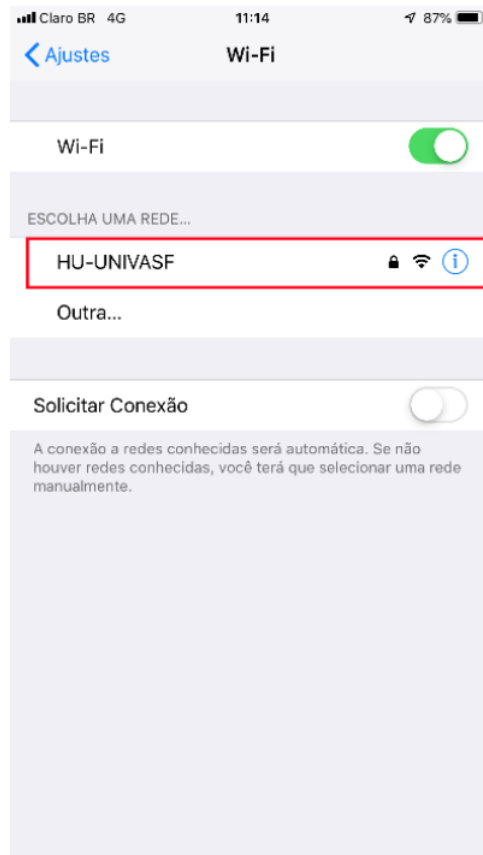 Claro BR 4G 11:14 87%
Ajustes Wi-Fi
Wi-Fi
ESCOLHA UMA REDE...
HU-UNIVASF
Outra...
Solicitar Conexão
A conexão a redes conhecidas será automática. Se não
houver redes conhecidas, você terá que selecionar uma rede
manualmente.